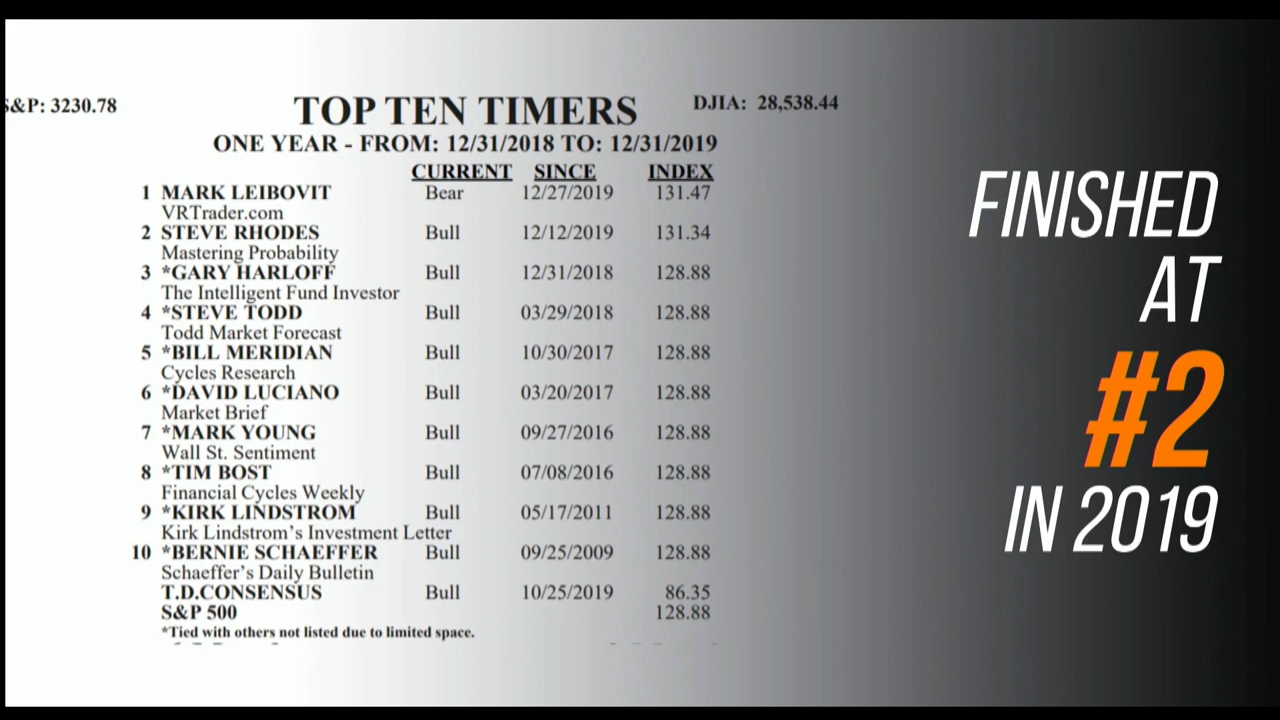 S&P: 3230.78
TOP TEN TIMERS
DJIA: 28,538.44
ONE YEAR - FROM: 12/31/2018 TO: 12/31/2019
CURRENT SINCE INDEX
1 MARK LEIBOVIT Bear 12/27/2019 131.47
VRTrader.com
2 STEVE RHODES Bull 12/12/2019 131.34
Mastering Probability
3 *GARY HARLOFF Bull 12/31/2018 128.88
The Intelligent Fund Investor
4 *STEVE TODD Bull 03/29/2018 128.88
Todd Market Forecast
5 *BILL MERIDIAN Bull 10/30/2017 128.88
Cycles Research
6 *DAVID LUCIANO Bull 03/20/2017 128.88
Market Brief
7 *MARK YOUNG Bull 09/27/2016 128.88
Wall St. Sentiment
8 *TIM BOST Bull 07/08/2016 128.88
Financial Cycles Weekly
9 *KIRK LINDSTROM Bull 05/17/2011 128.88
Kirk Lindstrom's Investment Letter
10 *BERNIE SCHAEFFER Bull 09/25/2009 128.88
Schaeffer's Daily Bulletin
T.D.CONSENSUS Bull 10/25/2019 86.35
S&P 500 128.88
*Tied with others not listed due to limited space.
FINISHED
AT
#2
IN 2019